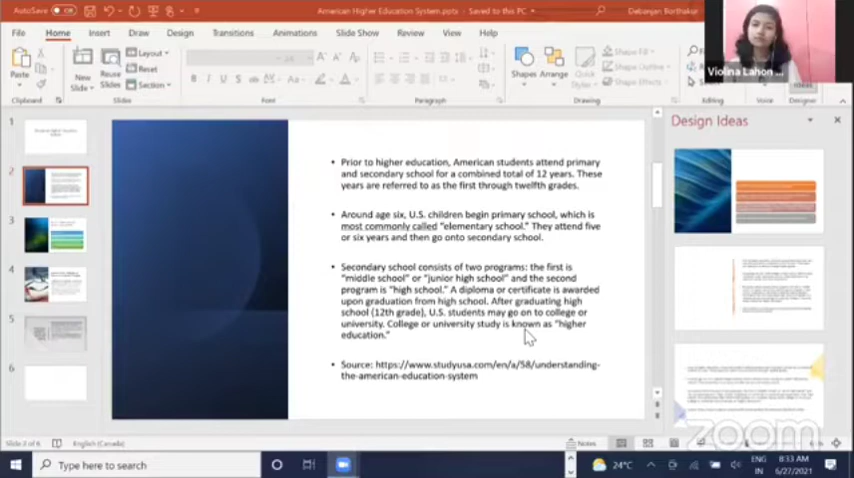 AutoSave Off
American Higher Education System.pptx - Saved to this PC
Debanjan Borthakur
File Home Insert Draw Design Transitions Animations Slide Show Review View
Violina Lahon ...
Paste
New Slide
Reuse Slides
Layout
Reset
Section
Shapes
Arrange
Quick Styles
Shape Fill
Shape Outline
Shape Effects
Clipboard
Slides
Font
Paragraph
Drawing
Editing
Voice
Designer
Design Ideas
1
2
3
4
5
6
• Prior to higher education, American students attend primary
and secondary school for a combined total of 12 years. These
years are referred to as the first through twelfth grades.
• Around age six, U.S. children begin primary school, which is
most commonly called “elementary school.” They attend five
or six years and then go onto secondary school.
• Secondary school consists of two programs: the first is
“middle school” or “junior high school” and the second
program is “high school.” A diploma or certificate is awarded
upon graduation from high school. After graduating high
school (12th grade), U.S. students may go on to college or
university. College or university study is known as “higher
education.”
• Source: https://www.studyusa.com/en/a/58/understanding-
the-american-education-system
zoom
Slide 2 of 6
English (Canada)
Notes
Type here to search
24°C
ENG
IN
8:33 AM
6/27/2021